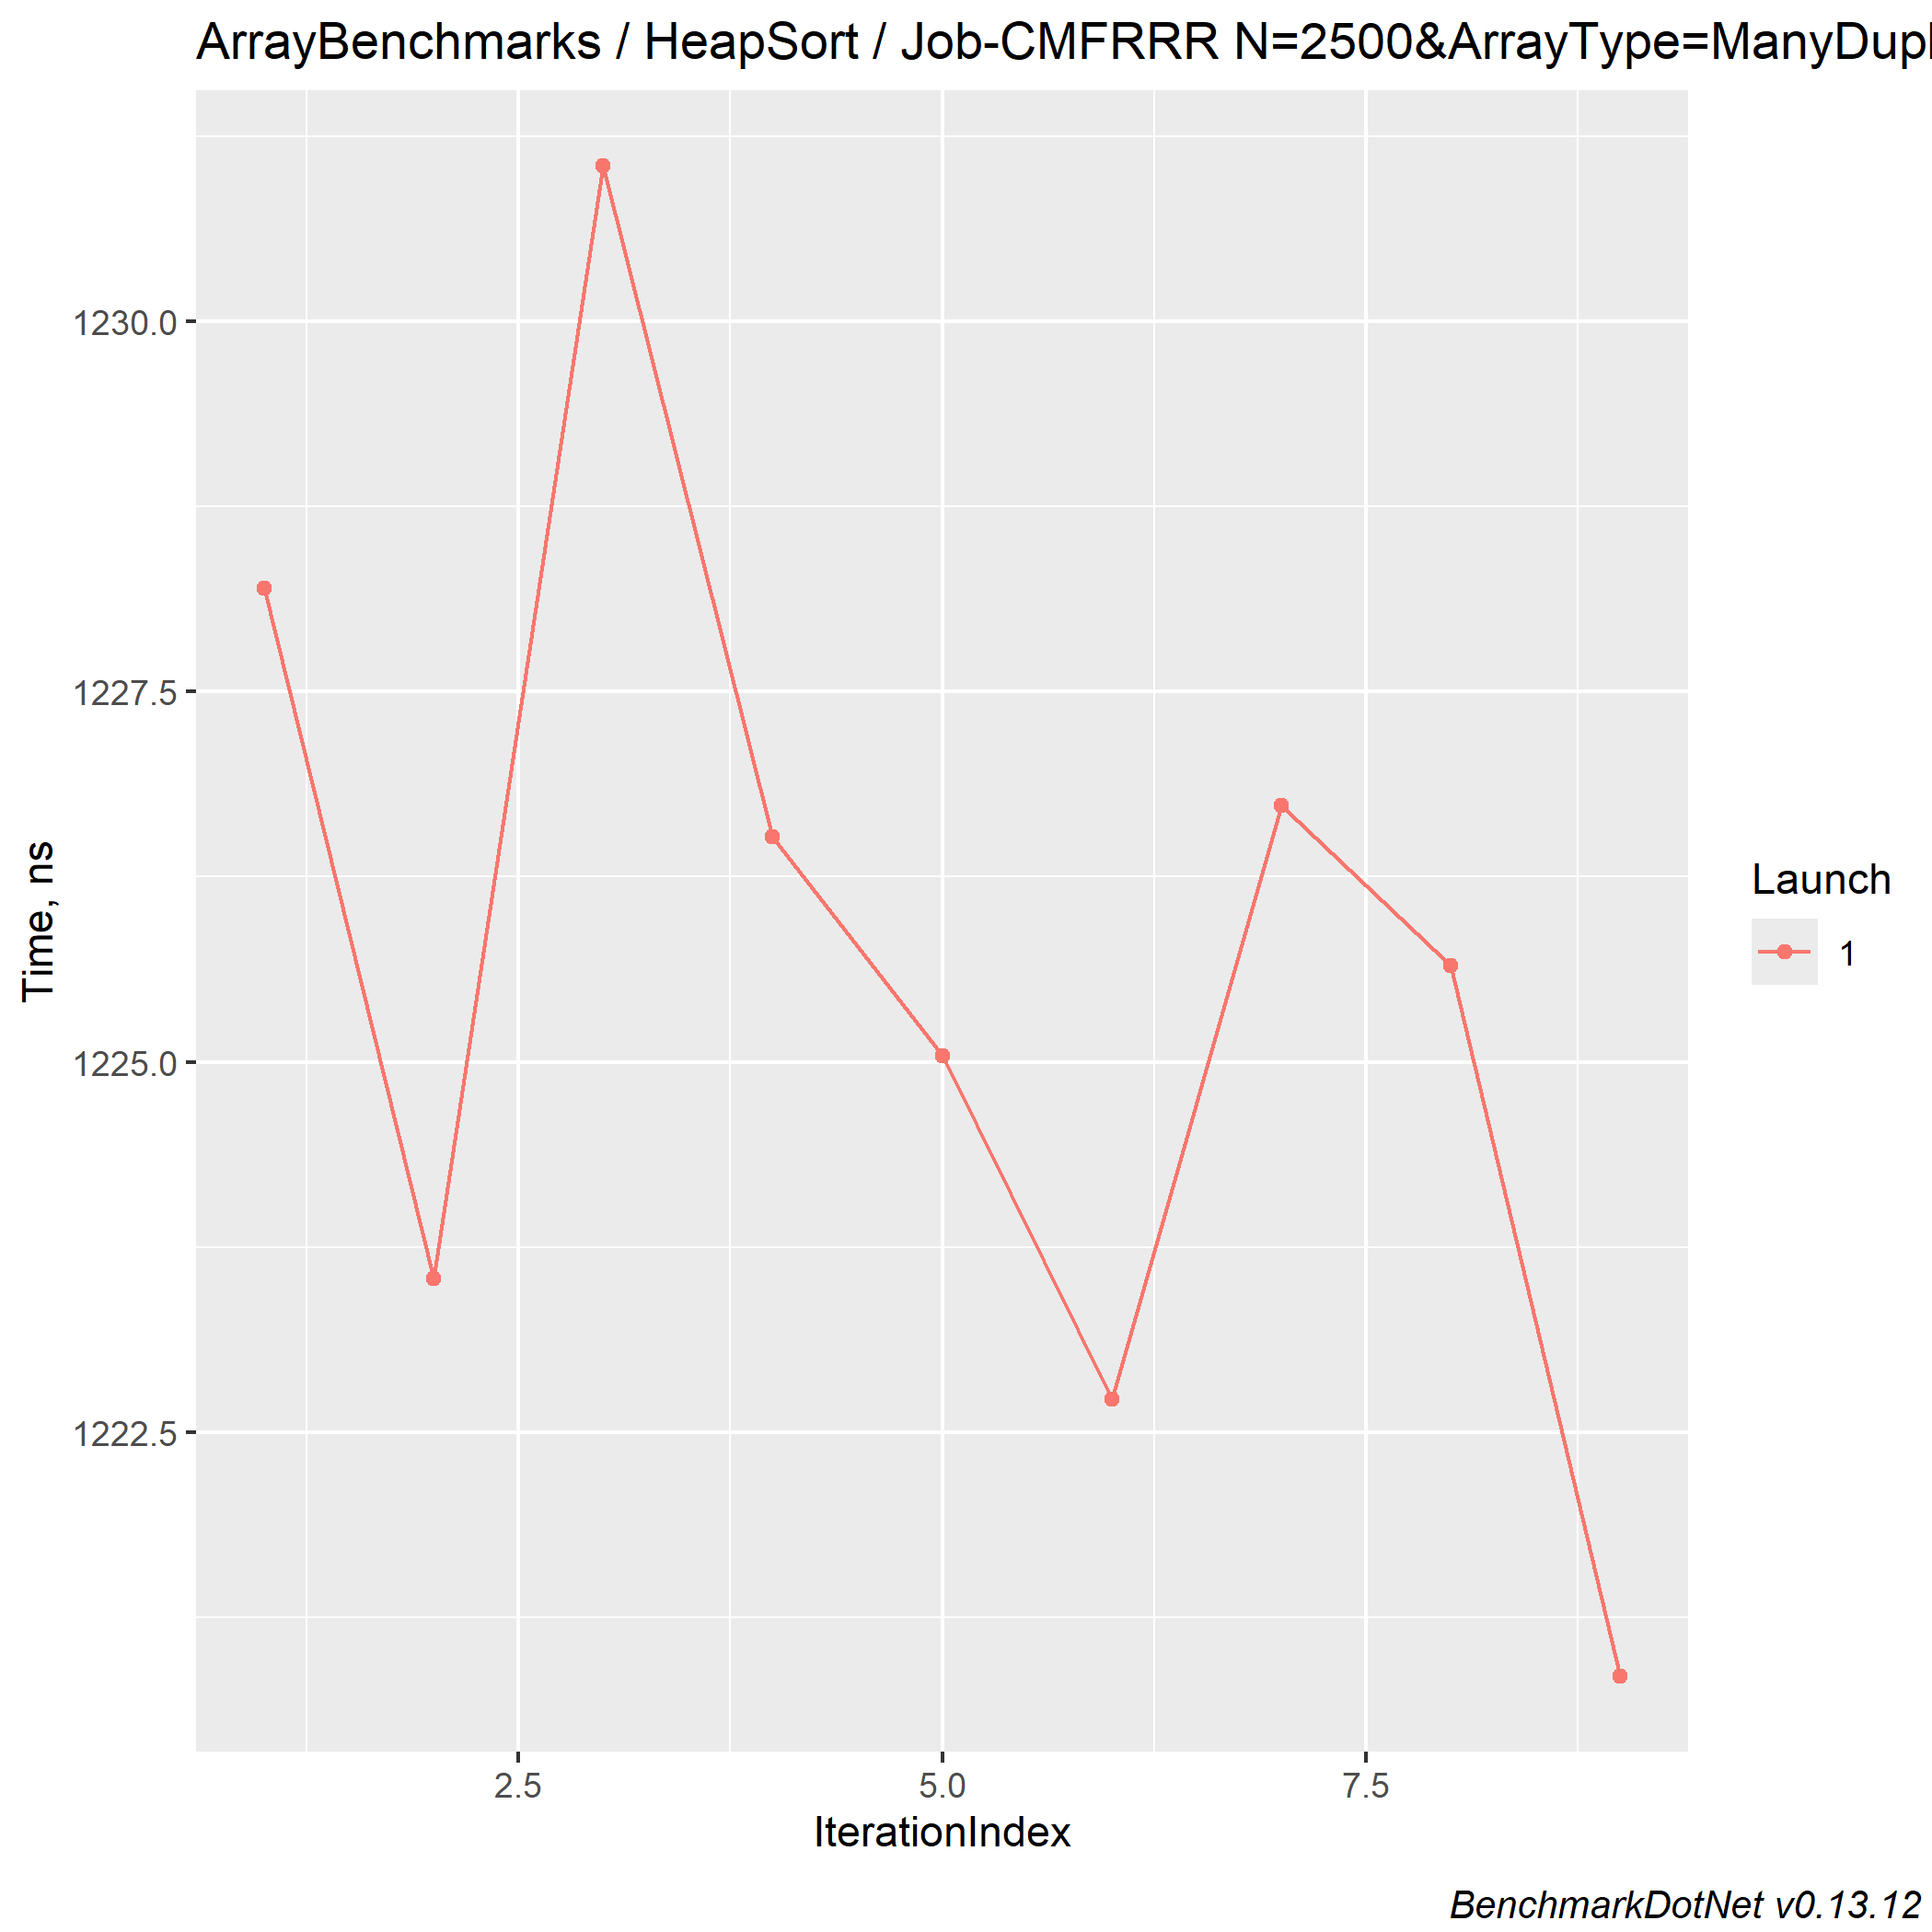 ArrayBenchmarks / HeapSort / Job-CMFRRR N=2500&ArrayType=ManyDupl
1230.0
1227.5
1225.0
1222.5
Time, ns
2.5 5.0 7.5
IterationIndex
Launch
1
BenchmarkDotNet v0.13.12